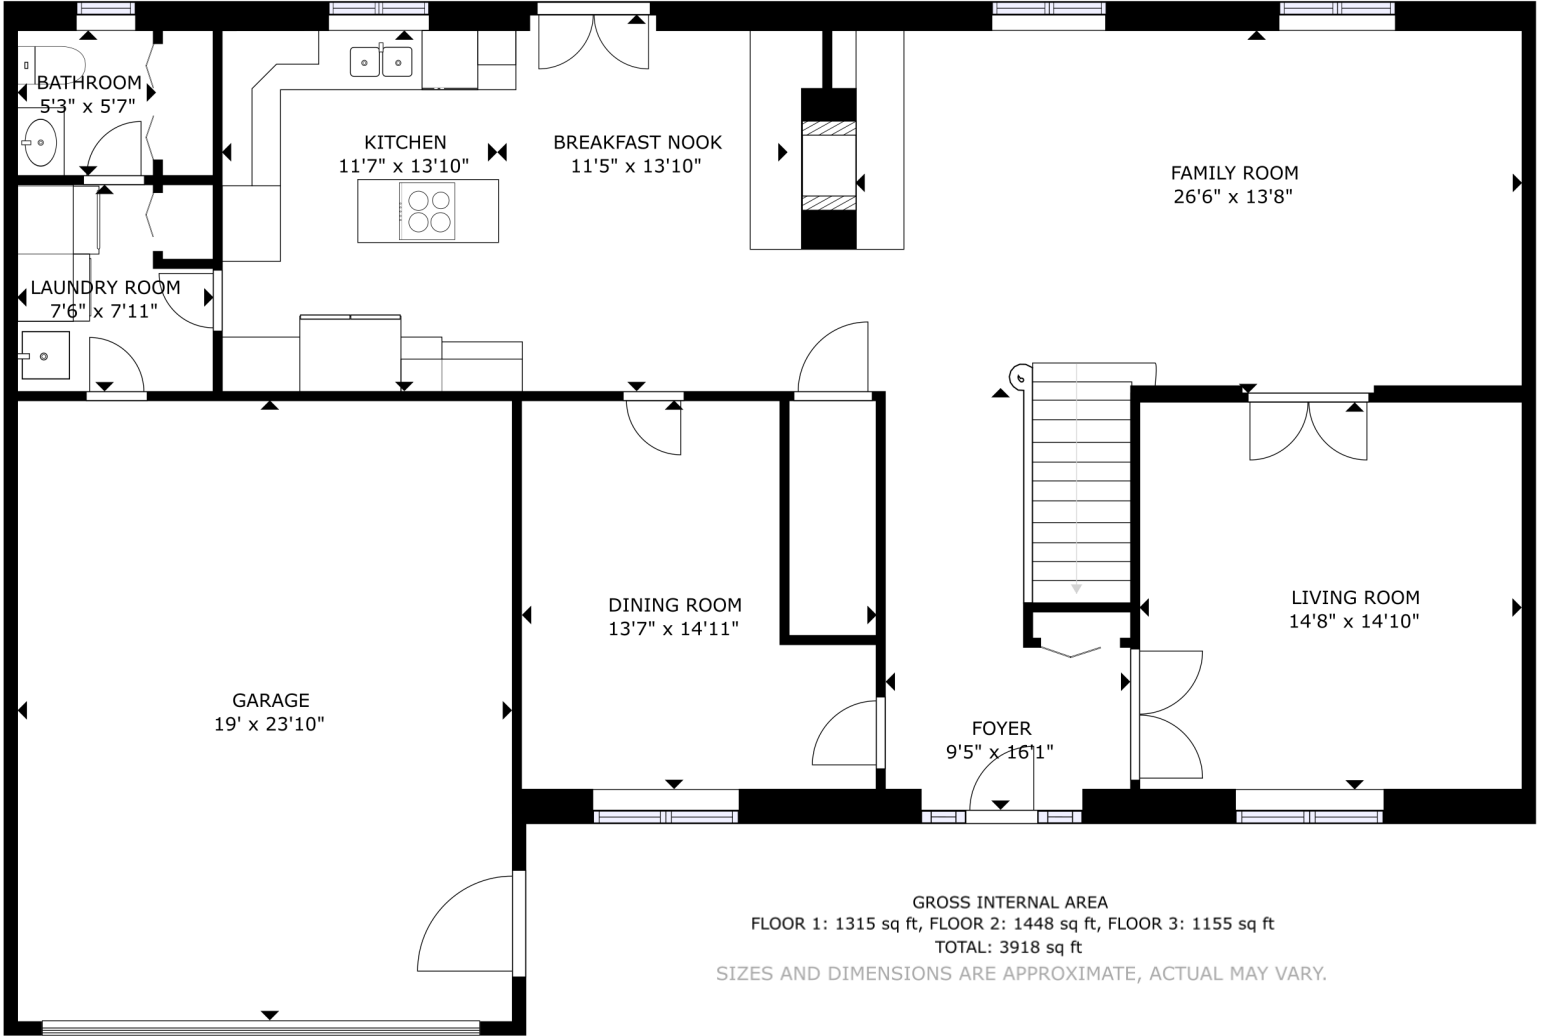 BATHROOM
5'3" x 5'7"
KITCHEN
11'7" x 13'10"
BREAKFAST NOOK
11'5" x 13'10"
FAMILY ROOM
26'6" x 13'8"
LAUNDRY ROOM
7'6" x 7'11"
DINING ROOM
13'7" x 14'11"
LIVING ROOM
14'8" x 14'10"
GARAGE
19' x 23'10"
FOYER
9'5" x 16'1"
GROSS INTERNAL AREA
FLOOR 1: 1315 sq ft, FLOOR 2: 1448 sq ft, FLOOR 3: 1155 sq ft
TOTAL: 3918 sq ft
SIZES AND DIMENSIONS ARE APPROXIMATE, ACTUAL MAY VARY.